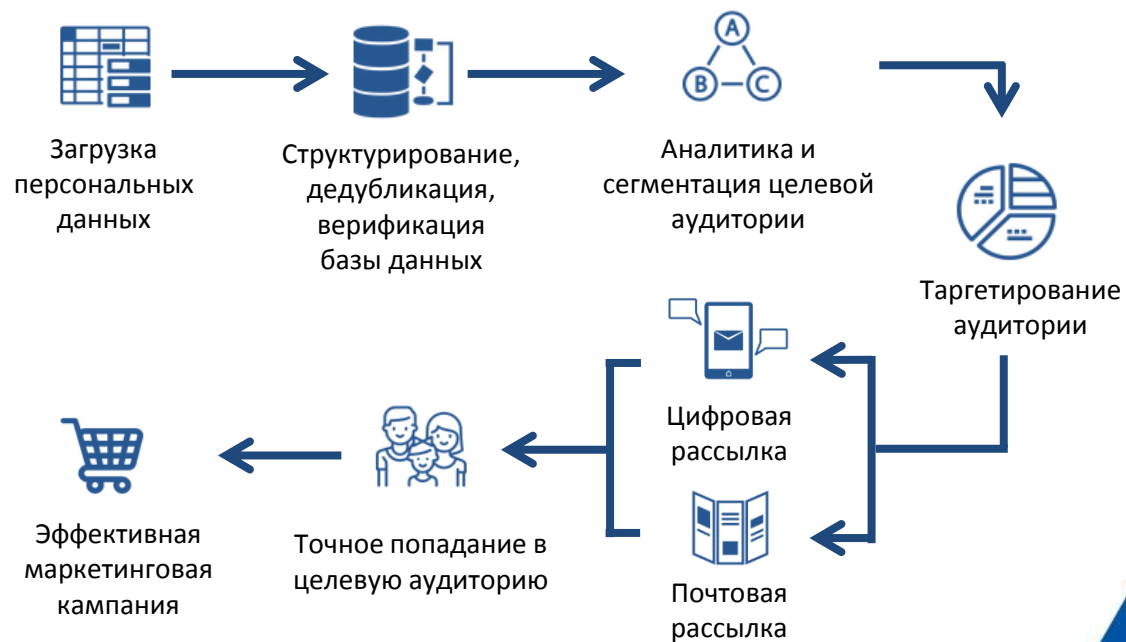 Загрузка
персональных
данных
Структурирование,
дедубликация,
верификация
базы данных
A
B
C
Аналитика и
сегментация целевой
аудитории
Таргетирование
аудитории
Цифровая
рассылка
Почтовая
рассылка
Точное попадание в
целевую аудиторию
Эффективная
маркетинговая
кампания